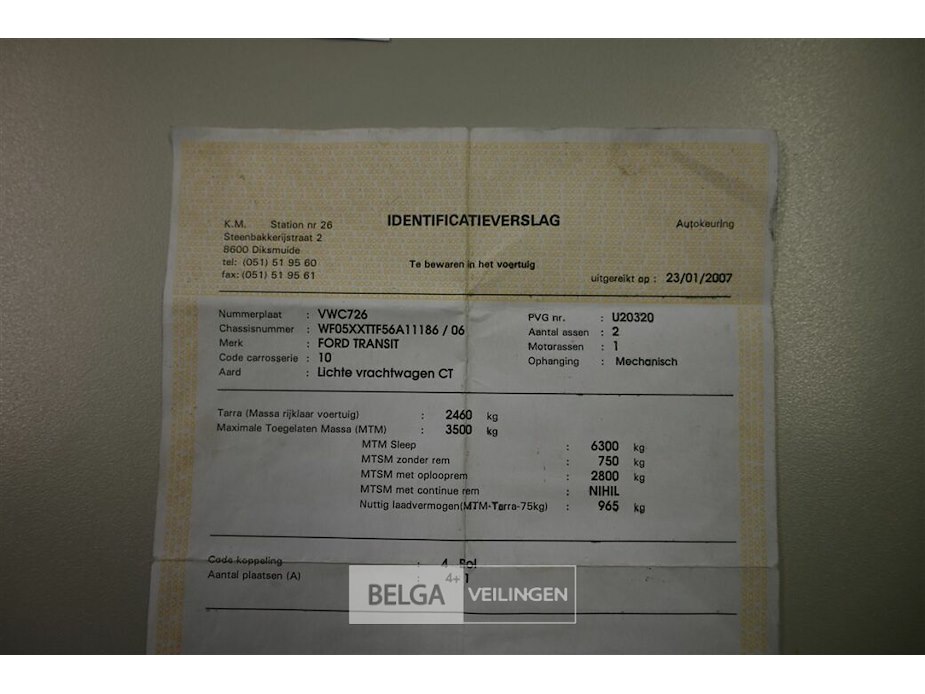 IDENTIFICATIEVERSLAG
K.M. Station nr 26
Autokeuring
Steenbakkerijstraat 2
8600 Diksmuide
tel: (051) 51 95 60
Te bewaren in het voertuig
fax: (051) 51 95 61
uitgereikt op : 23/01/2007
Nummerplaat : VWC726
Chassisnummer : WF05XXTTF56A11186 / 06
Merk : FORD TRANSIT
Code carrosserie : 10
Aard : Lichte vrachtwagen CT
PVG nr. : U20320
Aantal assen : 2
Motorassen : 1
Ophanging : Mechanisch
Tarra (Massa rijklaar voertuig) : 2460 kg
Maximale Toegelaten Massa (MTM) : 3500 kg
MTM Sleep : 6300 kg
MTSM zonder rem : 750 kg
MTSM met oplooprem : 2800 kg
MTSM met continue rem : NIHIL
Nuttig laadvermogen(MTM-Tarra-75kg) : 965 kg
Code koppeling : 4 Bol
Aantal plaatsen (A) : 4+ 1
BELGA VEILINGEN